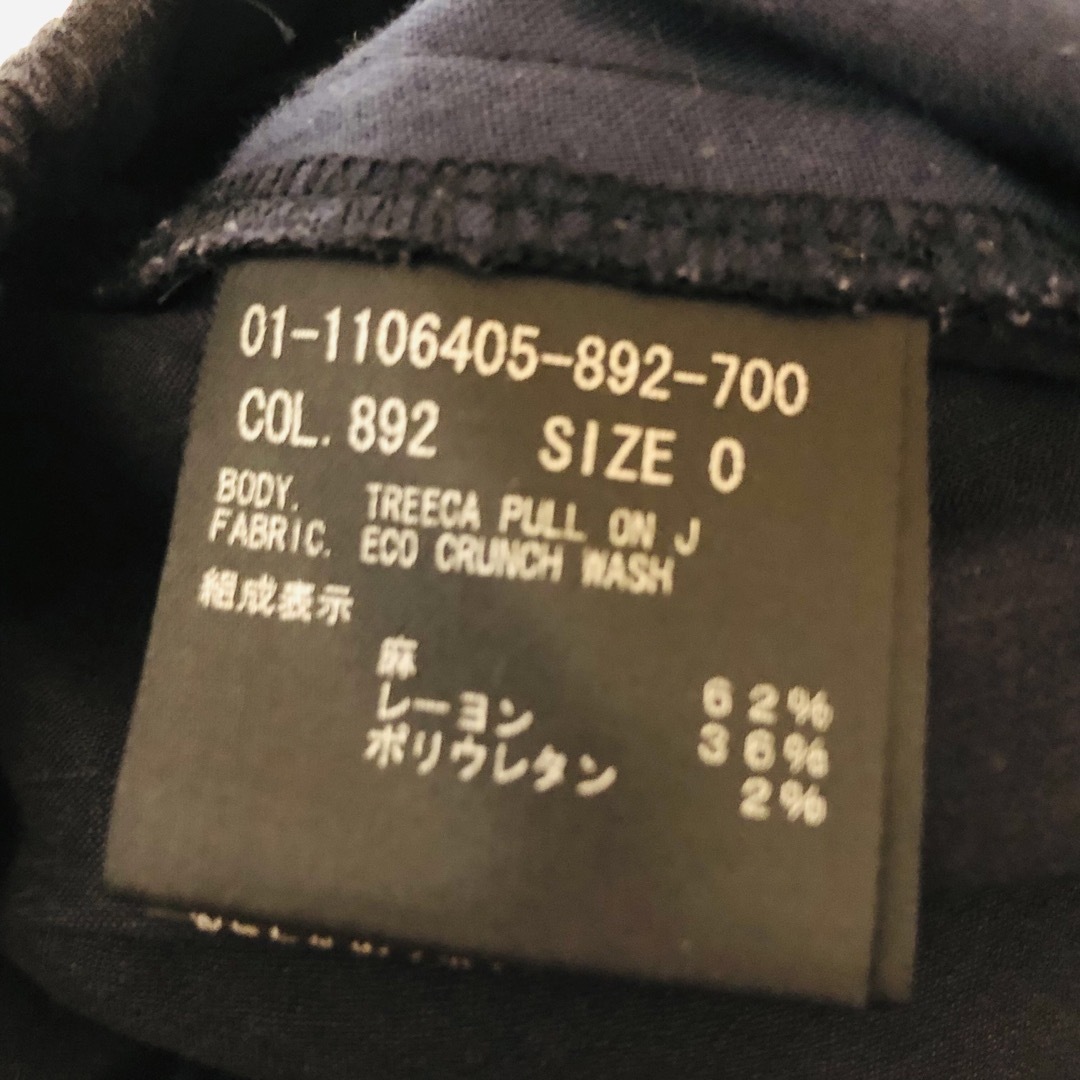 01-1106405-892-700
COL. 892 SIZE 0
BODY. TREECA PULL ON J
FABRIC. ECO CRUNCH WASH
組成表示
麻 62%
レーヨン 36%
ポリウレタン 2%